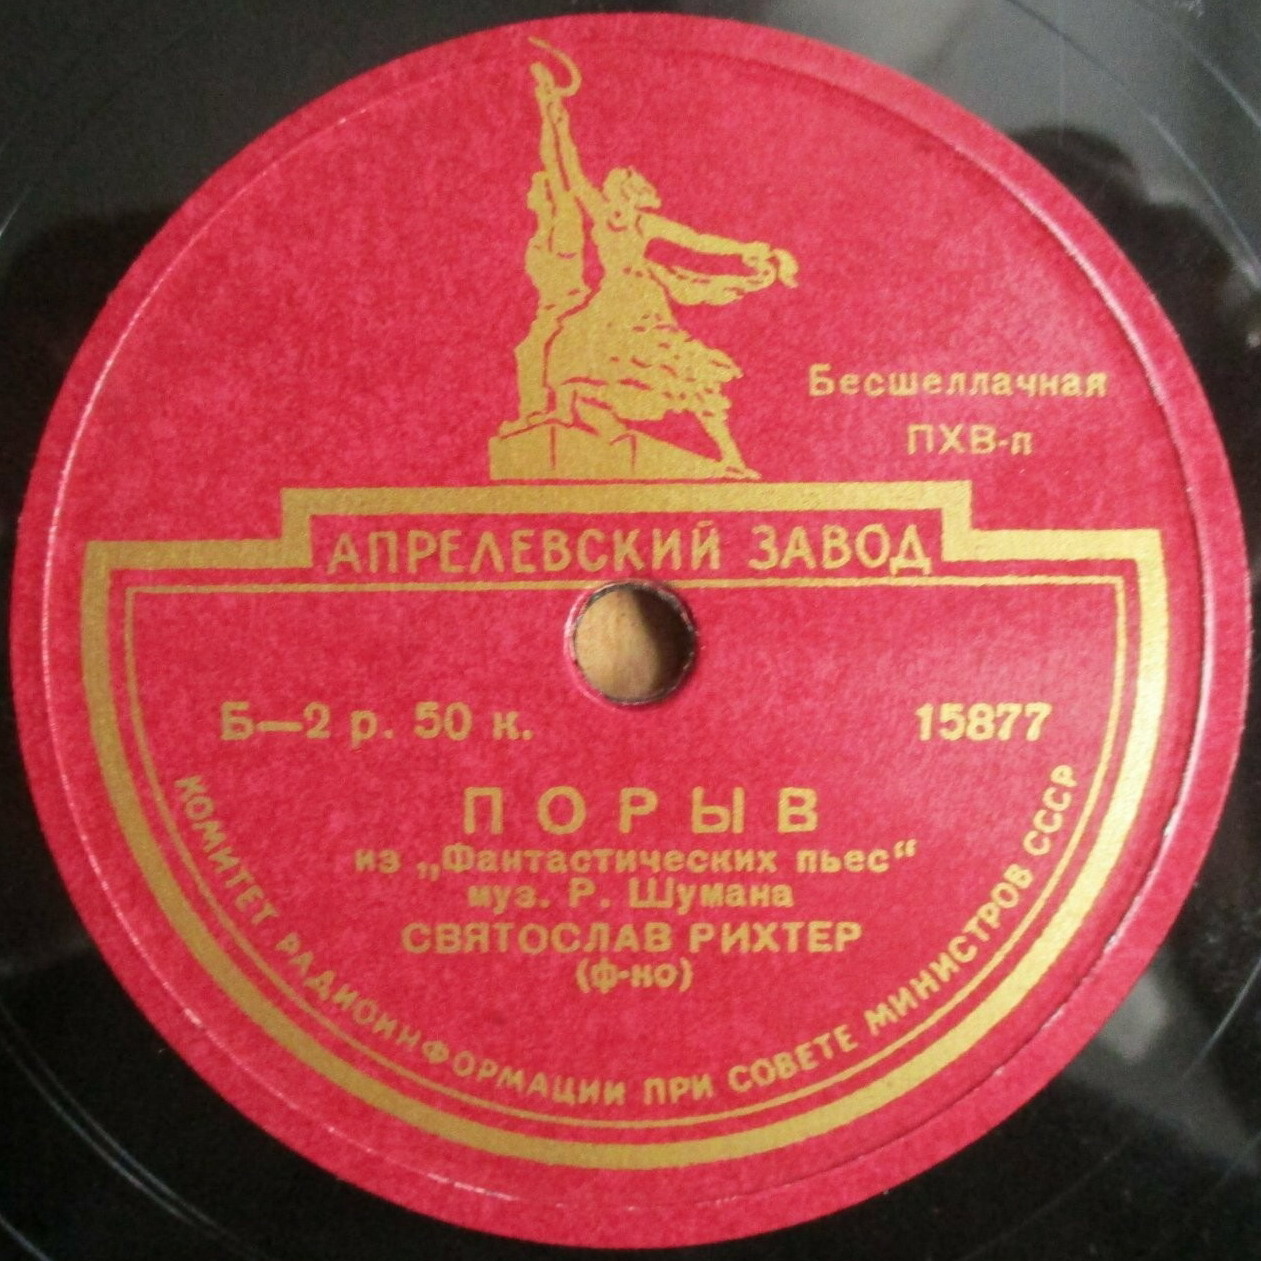 Бесшеллачная
ПХВ-п
АПРЕЛЕВСКИЙ ЗАВОД
Б—2 р. 50 к.
15877
ПОРЫВ
из „Фантастических пьес“
муз. Р. Шумана
СВЯТОСЛАВ РИХТЕР
(ф-но)
КОМИТЕТ РАДИОИНФОРМАЦИИ ПРИ СОВЕТЕ МИНИСТРОВ СССР